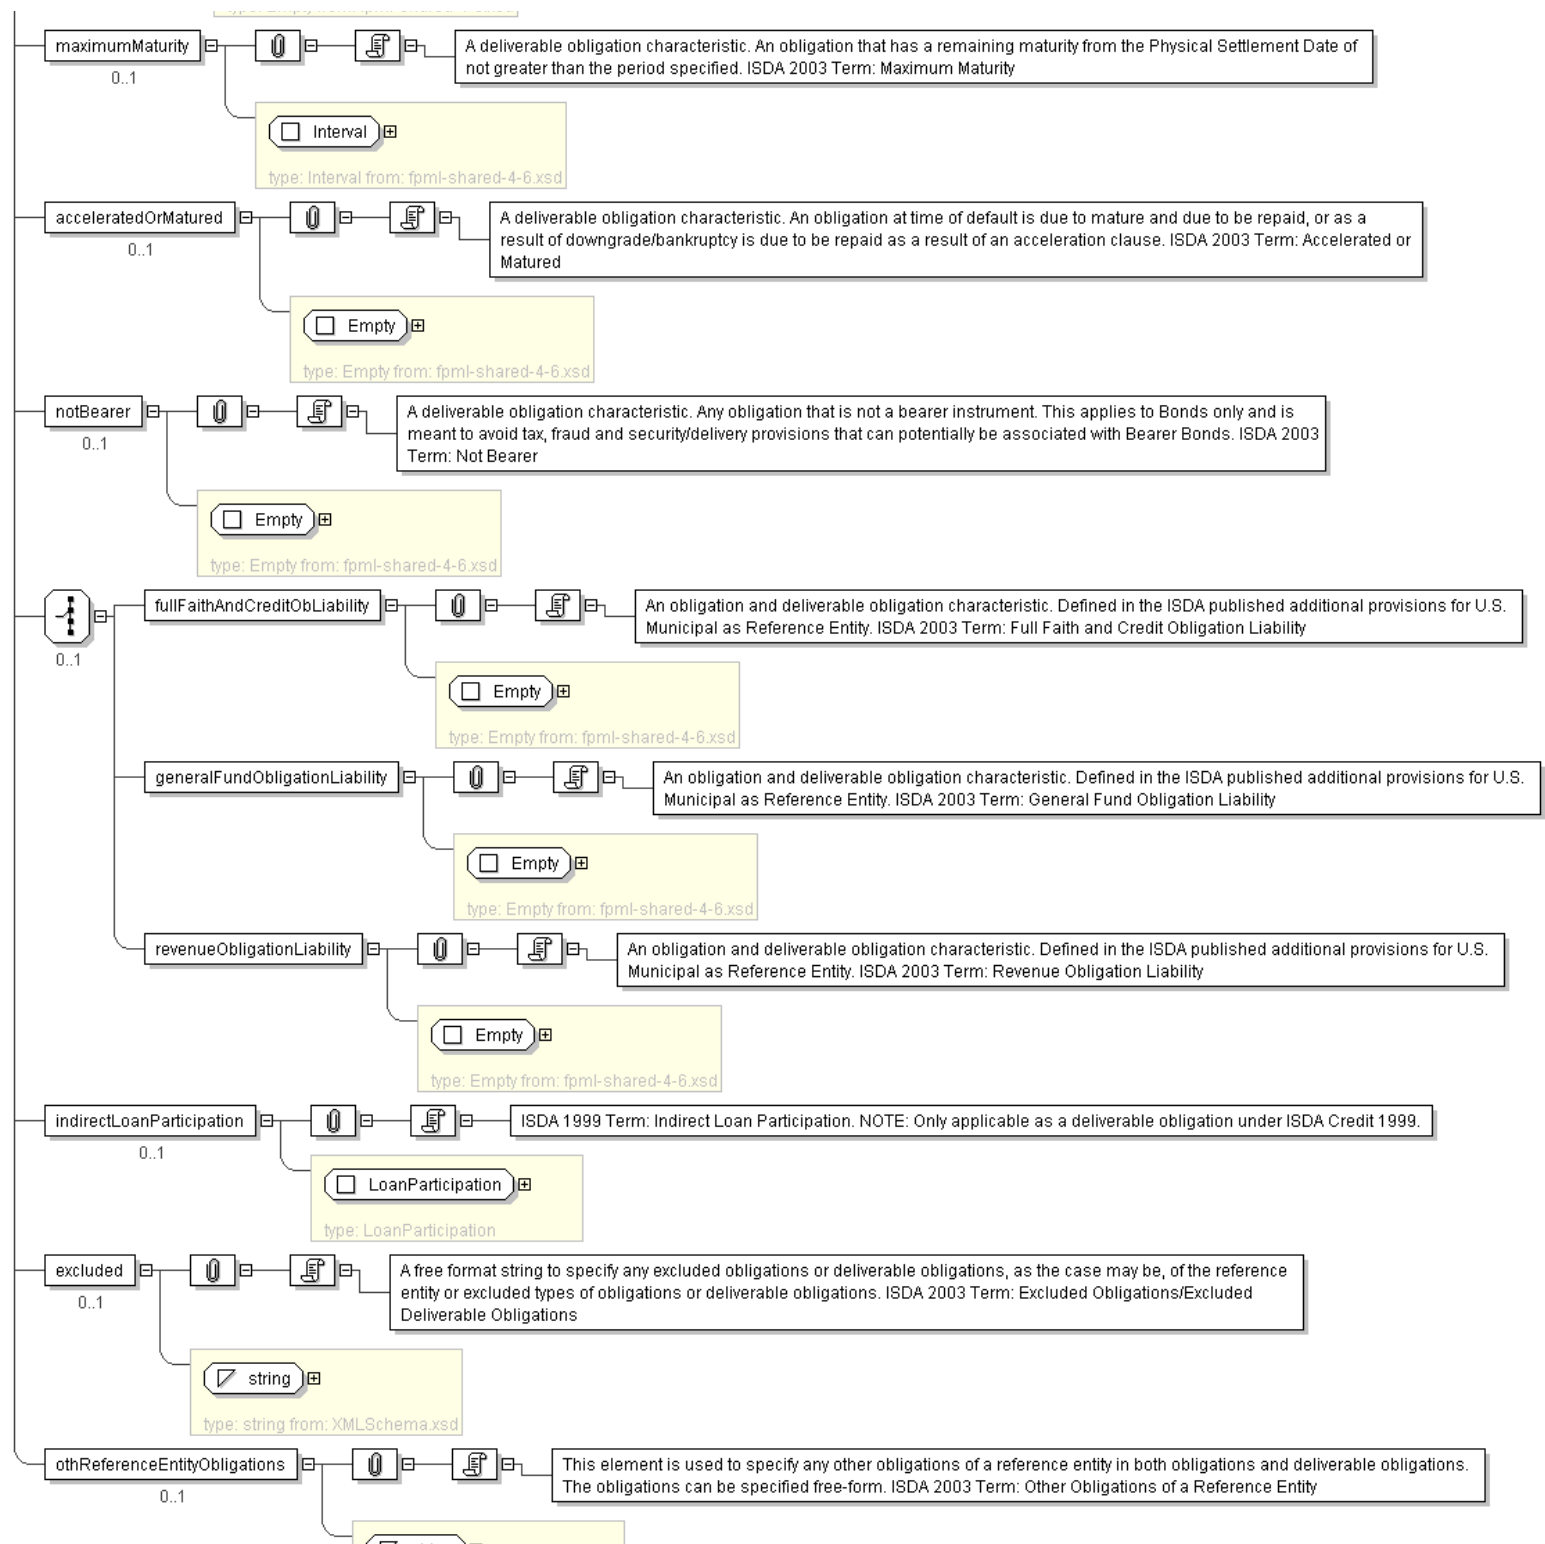 type: Empty from: fpml-shared-4-6.xsd
maximumMaturity
0..1
A deliverable obligation characteristic. An obligation that has a remaining maturity from the Physical Settlement Date of
not greater than the period specified. ISDA 2003 Term: Maximum Maturity
Interval
type: Interval from: fpml-shared-4-6.xsd
acceleratedOrMatured
0..1
A deliverable obligation characteristic. An obligation at time of default is due to mature and due to be repaid, or as a
result of downgrade/bankruptcy is due to be repaid as a result of an acceleration clause. ISDA 2003 Term: Accelerated or
Matured
Empty
type: Empty from: fpml-shared-4-6.xsd
notBearer
0..1
A deliverable obligation characteristic. Any obligation that is not a bearer instrument. This applies to Bonds only and is
meant to avoid tax, fraud and security/delivery provisions that can potentially be associated with Bearer Bonds. ISDA 2003
Term: Not Bearer
Empty
type: Empty from: fpml-shared-4-6.xsd
0..1
fullFaithAndCreditObLiability
An obligation and deliverable obligation characteristic. Defined in the ISDA published additional provisions for U.S.
Municipal as Reference Entity. ISDA 2003 Term: Full Faith and Credit Obligation Liability
Empty
type: Empty from: fpml-shared-4-6.xsd
generalFundObligationLiability
An obligation and deliverable obligation characteristic. Defined in the ISDA published additional provisions for U.S.
Municipal as Reference Entity. ISDA 2003 Term: General Fund Obligation Liability
Empty
type: Empty from: fpml-shared-4-6.xsd
revenueObligationLiability
An obligation and deliverable obligation characteristic. Defined in the ISDA published additional provisions for U.S.
Municipal as Reference Entity. ISDA 2003 Term: Revenue Obligation Liability
Empty
type: Empty from: fpml-shared-4-6.xsd
indirectLoanParticipation
0..1
ISDA 1999 Term: Indirect Loan Participation. NOTE: Only applicable as a deliverable obligation under ISDA Credit 1999.
LoanParticipation
type: LoanParticipation
excluded
0..1
A free format string to specify any excluded obligations or deliverable obligations, as the case may be, of the reference
entity or excluded types of obligations or deliverable obligations. ISDA 2003 Term: Excluded Obligations/Excluded
Deliverable Obligations
string
type: string from: XMLSchema.xsd
othReferenceEntityObligations
0..1
This element is used to specify any other obligations of a reference entity in both obligations and deliverable obligations.
The obligations can be specified free-form. ISDA 2003 Term: Other Obligations of a Reference Entity